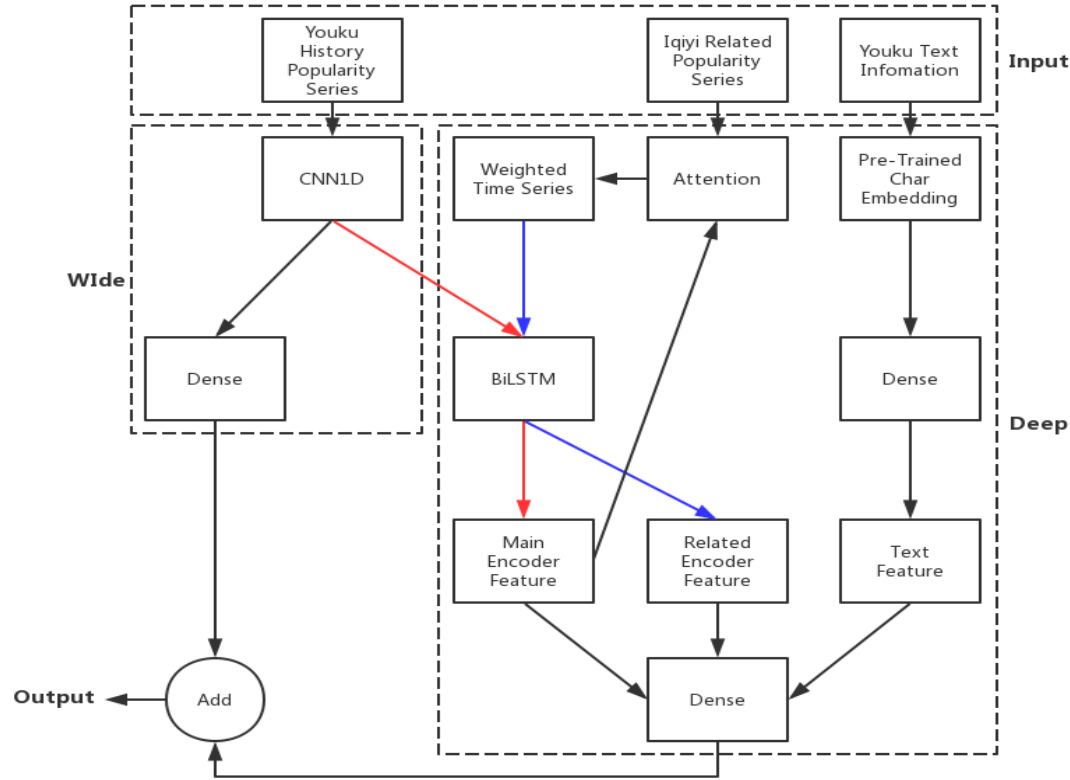 Youku
History
Popularity
Series
Iqiyi Related
Popularity
Series
Youku Text
Infomation
Input
CNN1D
Weighted
Time Series
Attention
Pre-Trained
Char
Embedding
WIde
Dense
BiLSTM
Dense
Deep
Main
Encoder
Feature
Related
Encoder
Feature
Text
Feature
Output
Add
Dense